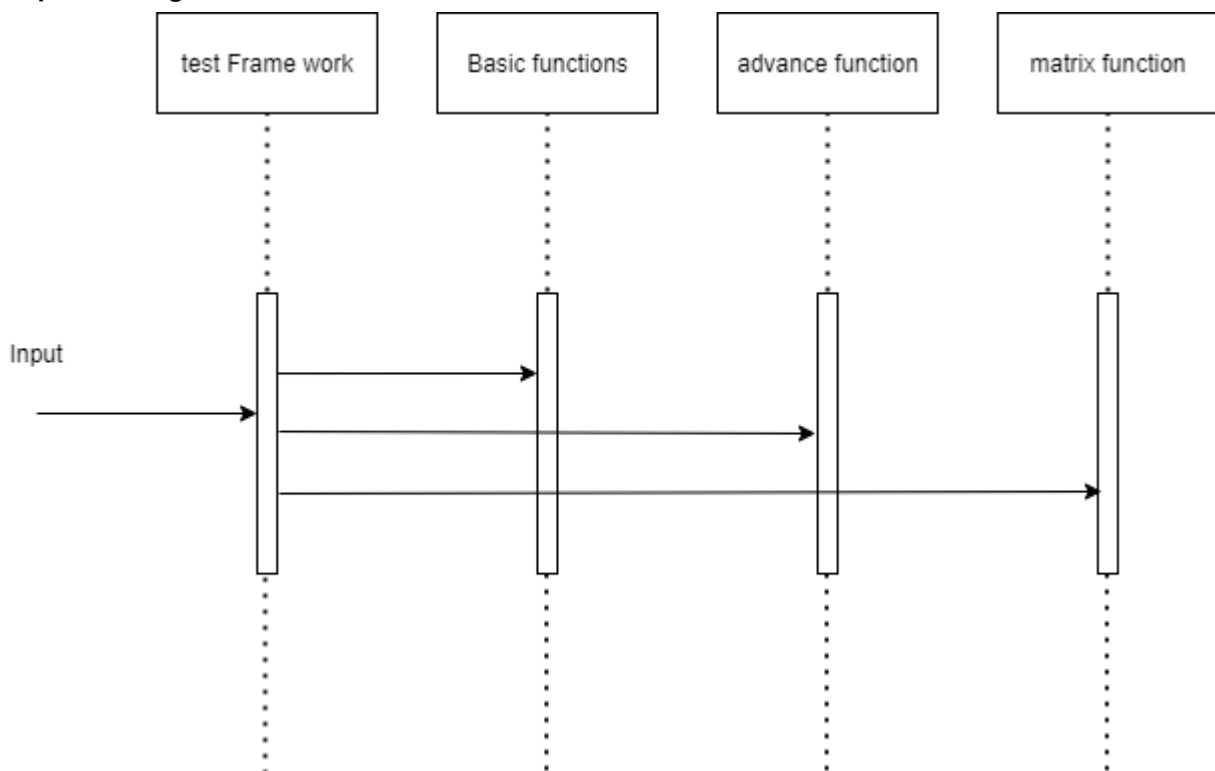 test Frame work
Basic functions
advance function
matrix function
Input